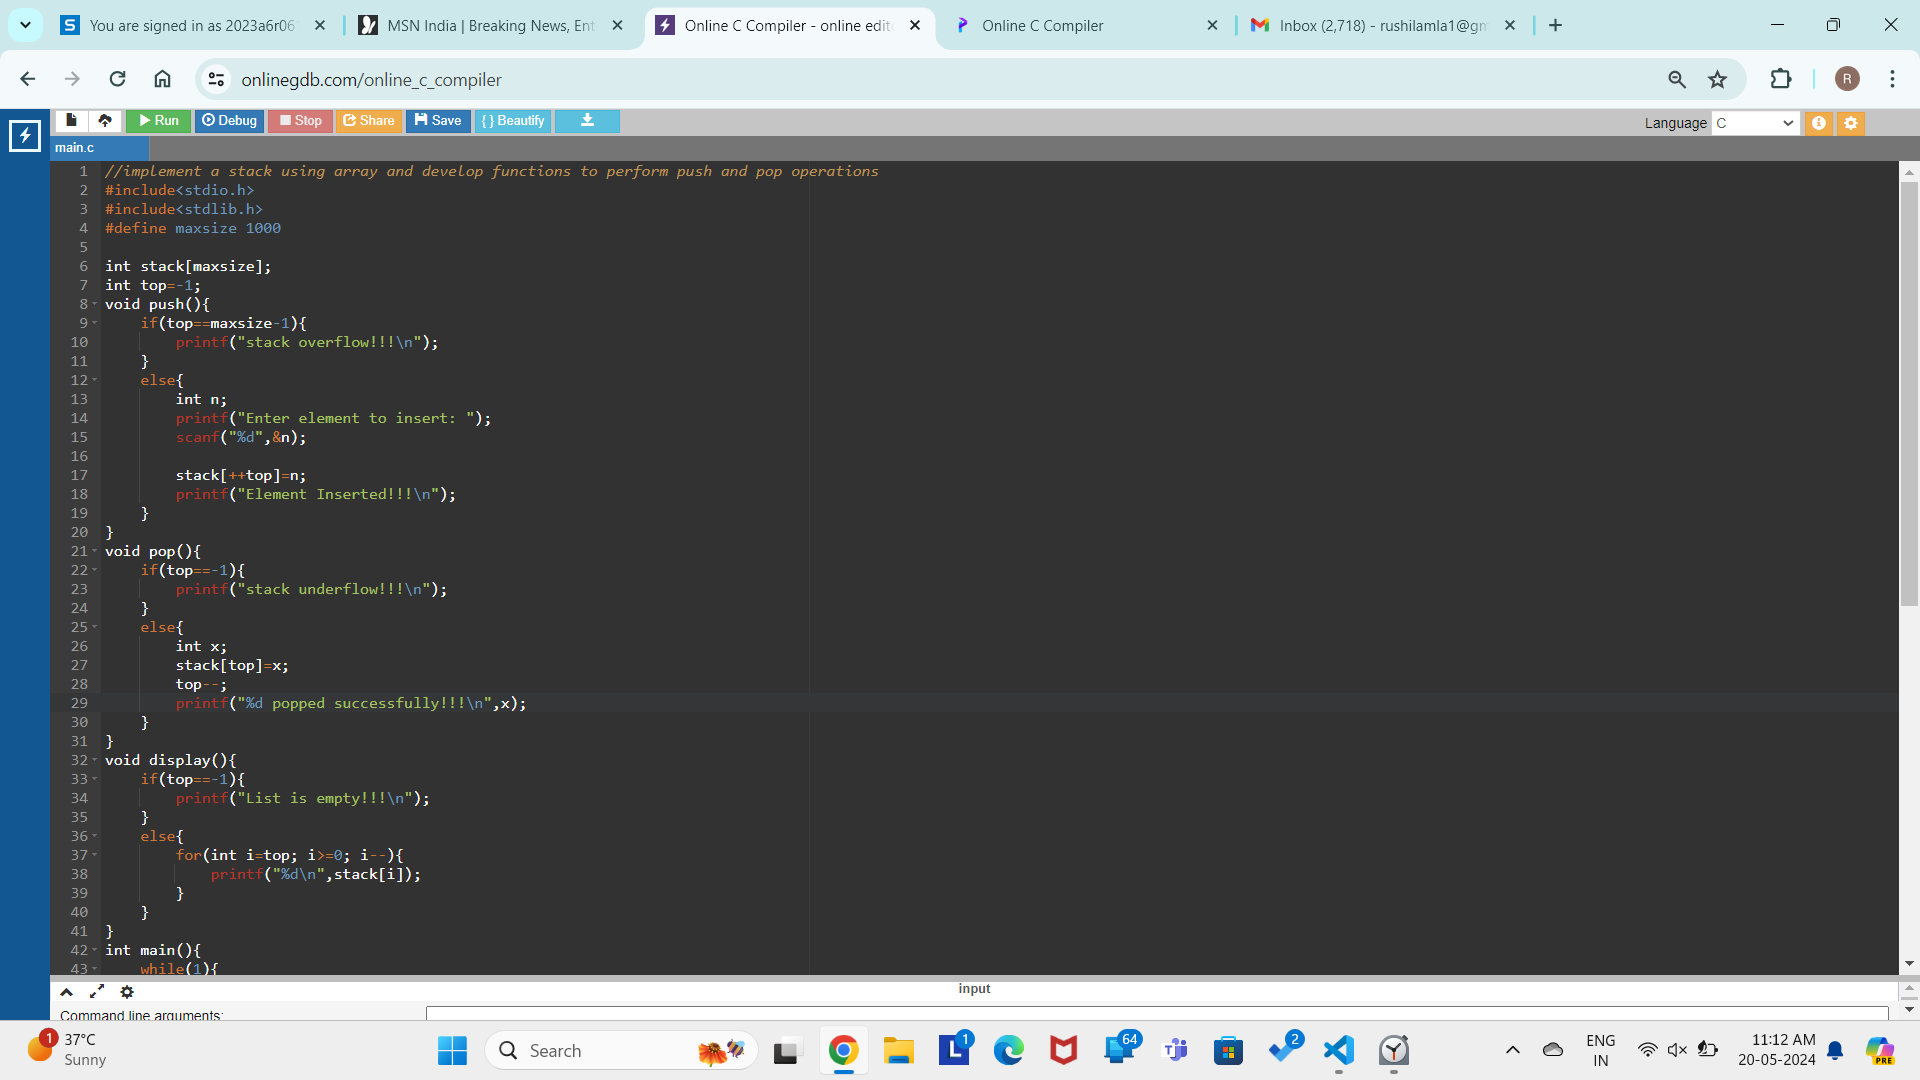 You are signed in as 2023a6r06
MSN India | Breaking News, Ent
Online C Compiler - online edit
Online C Compiler
Inbox (2,718) - rushilamla1@gm
onlinegdb.com/online_c_compiler
R
Run
Debug
Stop
Share
Save
{ } Beautify
Language
C
main.c
1 //implement a stack using array and develop functions to perform push and pop operations
2 #include<stdio.h>
3 #include<stdlib.h>
4 #define maxsize 1000
5
6 int stack[maxsize];
7 int top=-1;
8 void push(){
9     if(top==maxsize-1){
10         printf("stack overflow!!!\n");
11     }
12     else{
13         int n;
14         printf("Enter element to insert: ");
15         scanf("%d",&n);
16
17         stack[++top]=n;
18         printf("Element Inserted!!!\n");
19     }
20 }
21 void pop(){
22     if(top==-1){
23         printf("stack underflow!!!\n");
24     }
25     else{
26         int x;
27         stack[top]=x;
28         top--;
29         printf("%d popped successfully!!!\n",x);
30     }
31 }
32 void display(){
33     if(top==-1){
34         printf("List is empty!!!\n");
35     }
36     else{
37         for(int i=top; i>=0; i--){
38             printf("%d\n",stack[i]);
39         }
40     }
41 }
42 int main(){
43     while(1){
input
Command line arguments:
1
37°C
Sunny
Search
1
64
2
ENG
IN
11:12 AM
20-05-2024
PRE